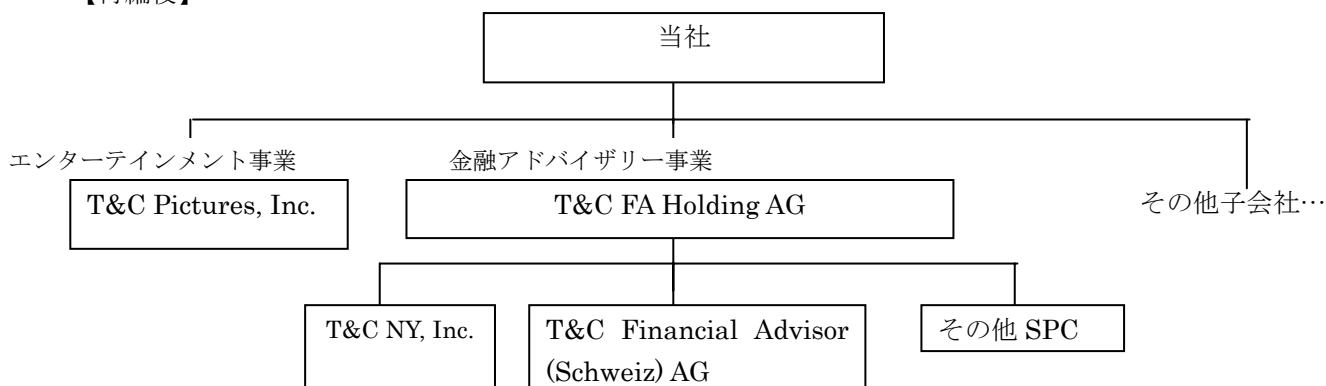 【再編後】
当社
エンターテインメント事業
金融アドバイザリー事業
T&C Pictures, Inc.
T&C FA Holding AG
その他子会社…
T&C NY, Inc.
T&C Financial Advisor
(Schweiz) AG
その他 SPC